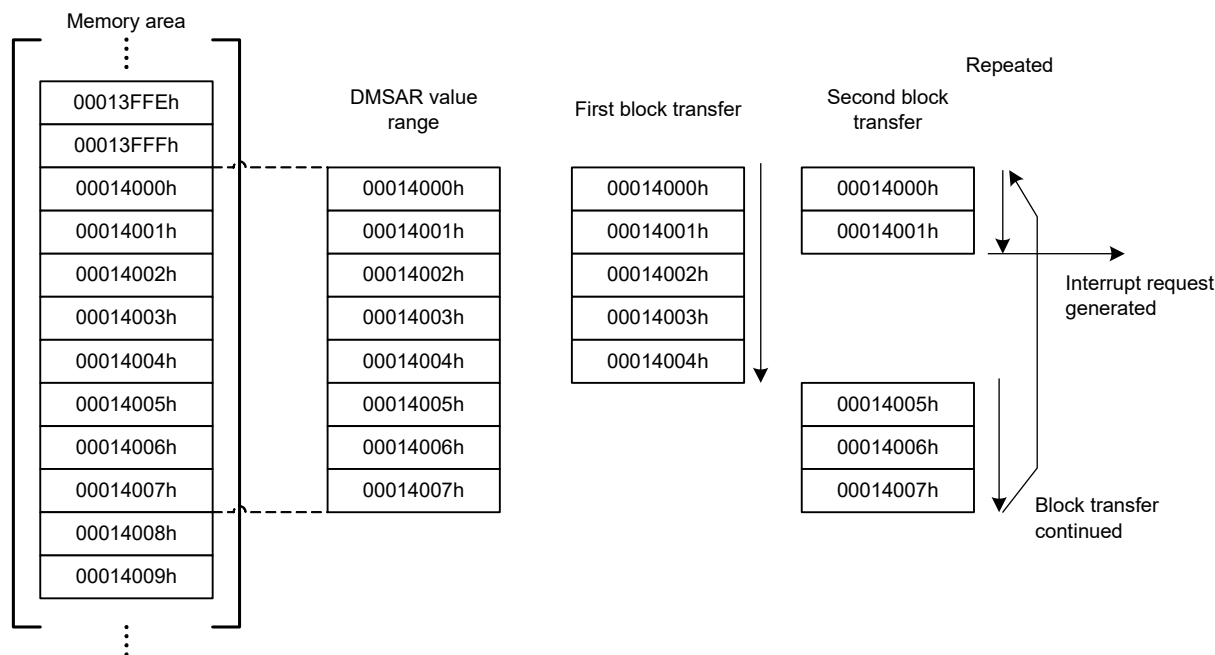 Memory area
00013FFEh
00013FFFh
00014000h
00014001h
00014002h
00014003h
00014004h
00014005h
00014006h
00014007h
00014008h
00014009h
DMSAR value
range
00014000h
00014001h
00014002h
00014003h
00014004h
00014005h
00014006h
00014007h
First block transfer
00014000h
00014001h
00014002h
00014003h
00014004h
Second block
transfer
00014000h
00014001h
00014005h
00014006h
00014007h
Repeated
Interrupt request
generated
Block transfer
continued